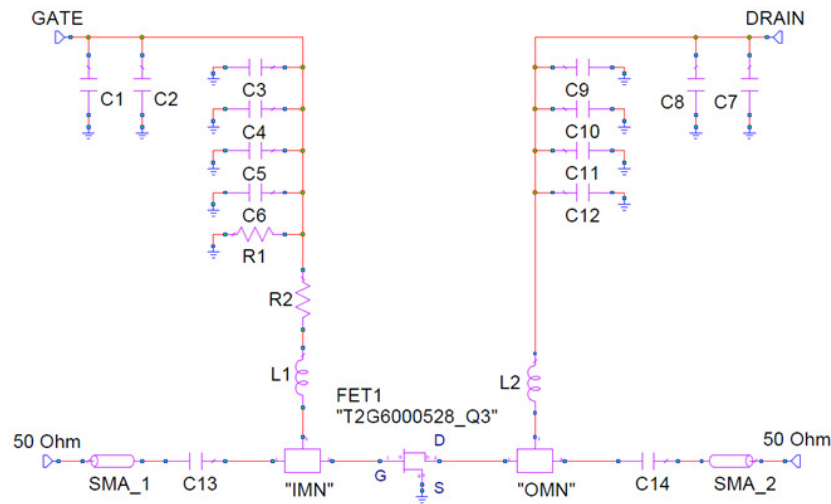 GATE
DRAIN
C1
C2
C3
C4
C5
C6
R1
R2
L1
C9
C10
C11
C12
C8
C7
L2
FET1
"T2G6000528_Q3"
D
G
S
50 Ohm
SMA_1
C13
"IMN"
"OMN"
C14
SMA_2
50 Ohm